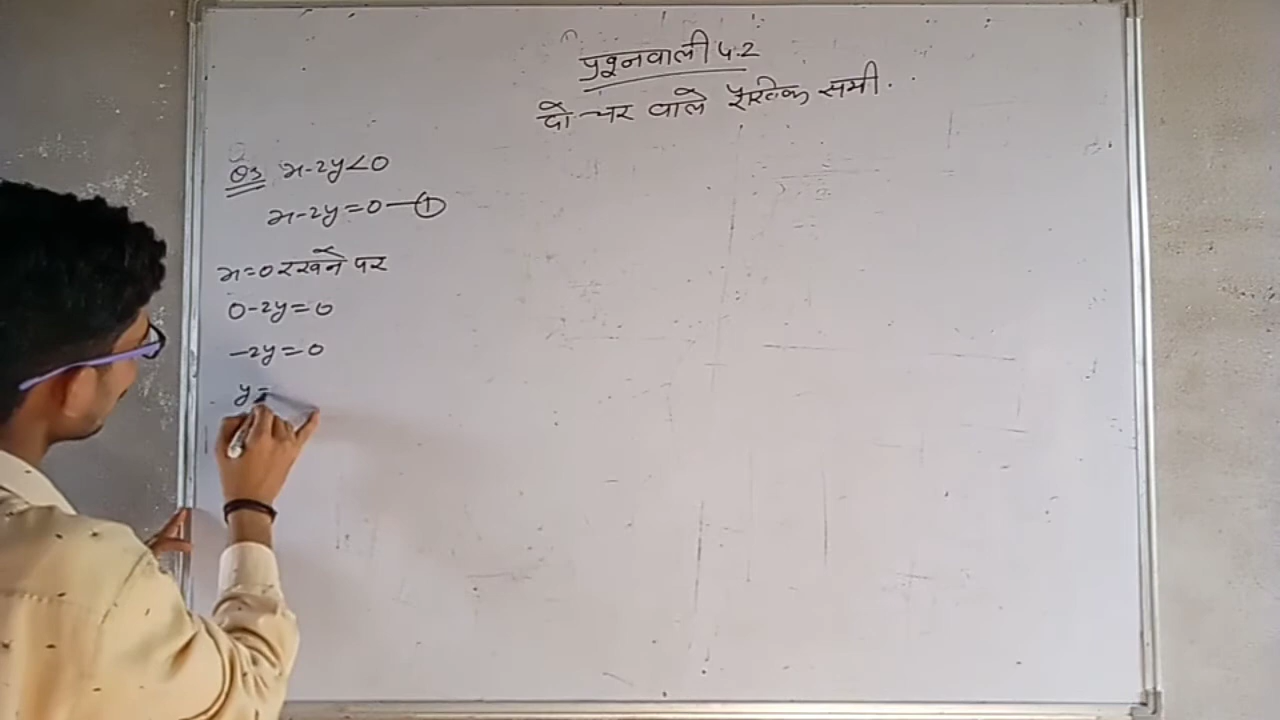 प्रश्नवाली 5.2
दो चर वाले रैखिक समी.
Q3 x-2y<0
x-2y=0 —①
x=0 रखने पर
0-2y=0
-2y=0
y=